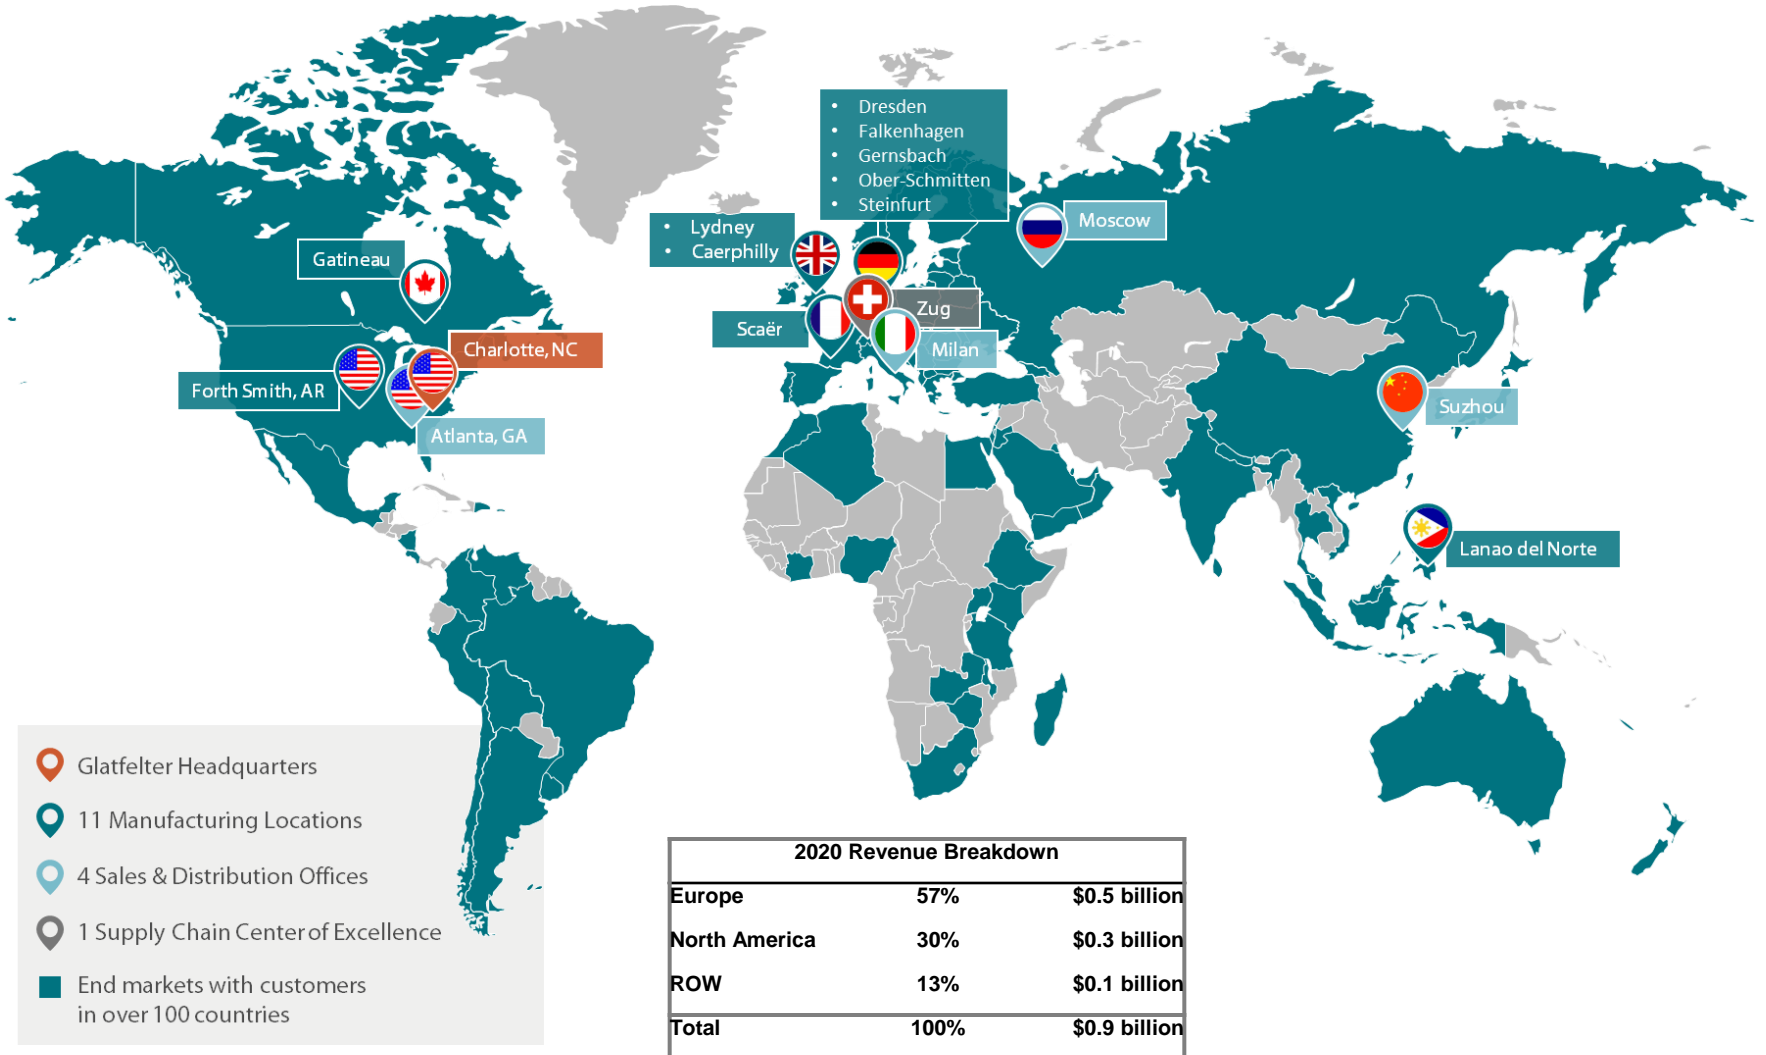 • Dresden
• Falkenhagen
• Gernsbach
• Ober-Schmitten
• Steinfurt
• Lydney
• Caerphilly
Moscow
Gatineau
Zug
Scaër
Milan
Charlotte, NC
Forth Smith, AR
Suzhou
Atlanta, GA
Lanao del Norte
Glatfelter Headquarters
11 Manufacturing Locations
4 Sales & Distribution Offices
1 Supply Chain Center of Excellence
End markets with customers
in over 100 countries
2020 Revenue Breakdown
Europe 57% $0.5 billion
North America 30% $0.3 billion
ROW 13% $0.1 billion
Total 100% $0.9 billion